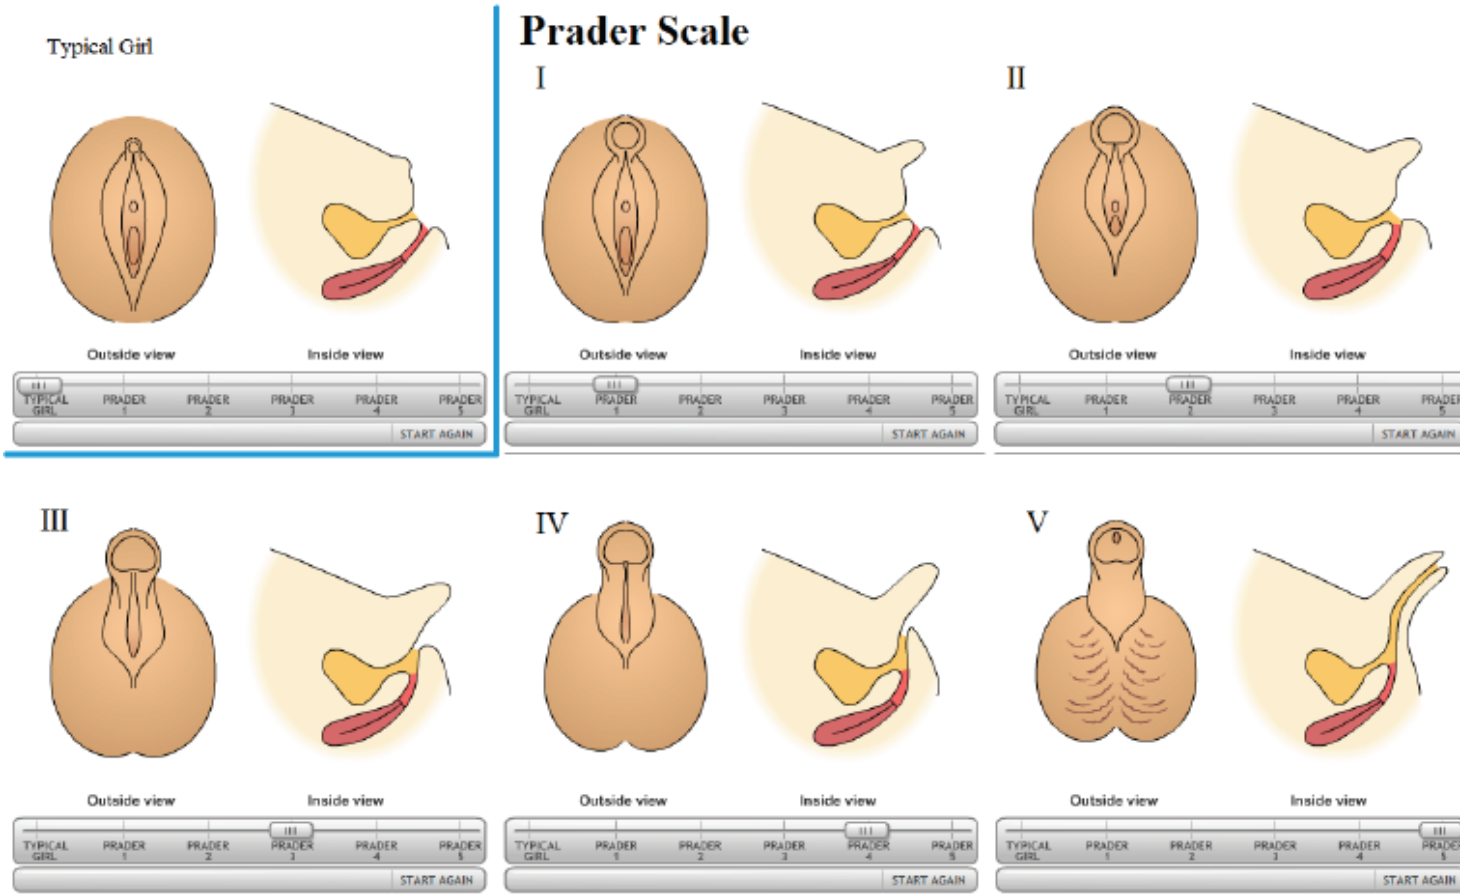 Typical Girl
Prader Scale
I
II
Outside view
Inside view
Outside view
Inside view
Outside view
Inside view
TYPICAL GIRL PRADER 1 PRADER 2 PRADER 3 PRADER 4 PRADER 5
TYPICAL GIRL PRADER 1 PRADER 2 PRADER 3 PRADER 4 PRADER 5
TYPICAL GIRL PRADER 1 PRADER 2 PRADER 3 PRADER 4 PRADER 5
START AGAIN
START AGAIN
START AGAIN
III
IV
V
Outside view
Inside view
Outside view
Inside view
Outside view
Inside view
TYPICAL GIRL PRADER 1 PRADER 2 PRADER 3 PRADER 4 PRADER 5
TYPICAL GIRL PRADER 1 PRADER 2 PRADER 3 PRADER 4 PRADER 5
TYPICAL GIRL PRADER 1 PRADER 2 PRADER 3 PRADER 4 PRADER 5
START AGAIN
START AGAIN
START AGAIN